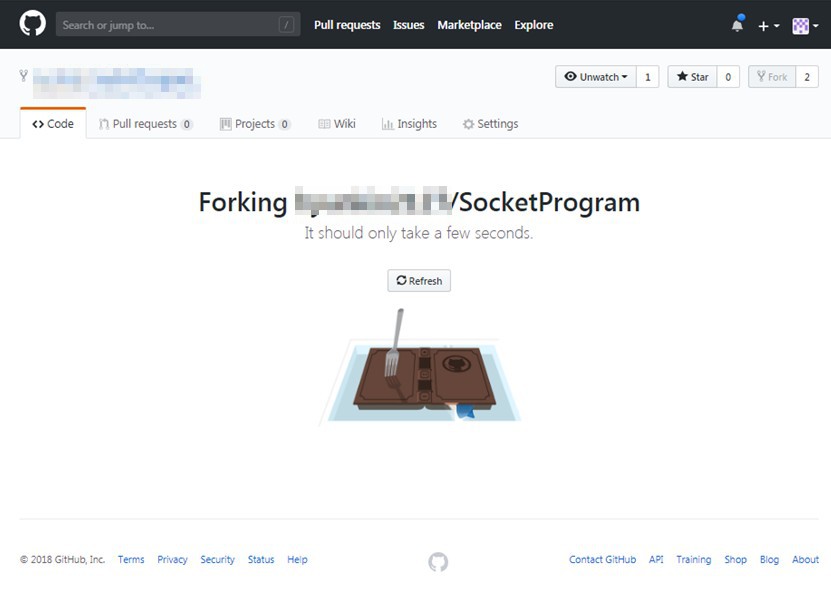 Search or jump to... / Pull requests Issues Marketplace Explore
Unwatch 1 Star 0 Fork 2
Code Pull requests 0 Projects 0 Wiki Insights Settings
Forking /SocketProgram
It should only take a few seconds.
Refresh
© 2018 GitHub, Inc. Terms Privacy Security Status Help Contact GitHub API Training Shop Blog About